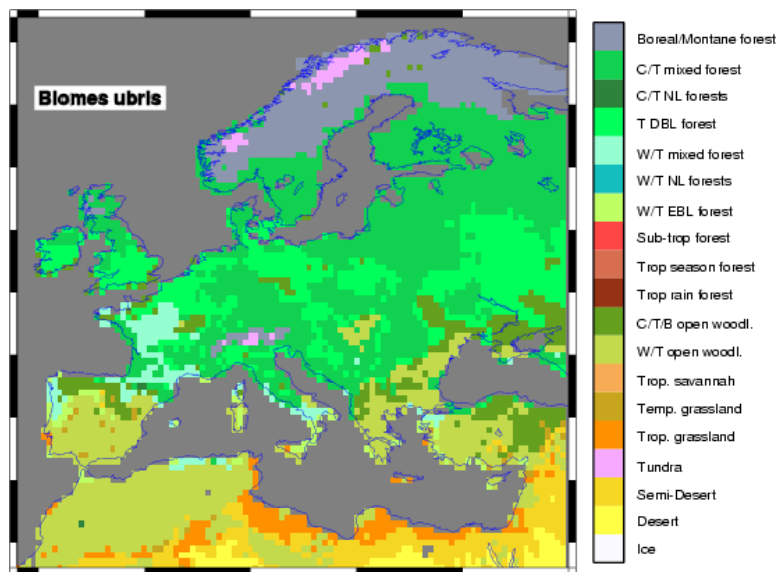 Biomes ubris
Boreal/Montane forest
C/T mixed forest
C/T NL forests
T DBL forest
W/T mixed forest
W/T NL forests
W/T EBL forest
Sub-trop forest
Trop season forest
Trop rain forest
C/T/B open woodl.
W/T open woodl.
Trop. savannah
Temp. grassland
Trop. grassland
Tundra
Semi-Desert
Desert
Ice